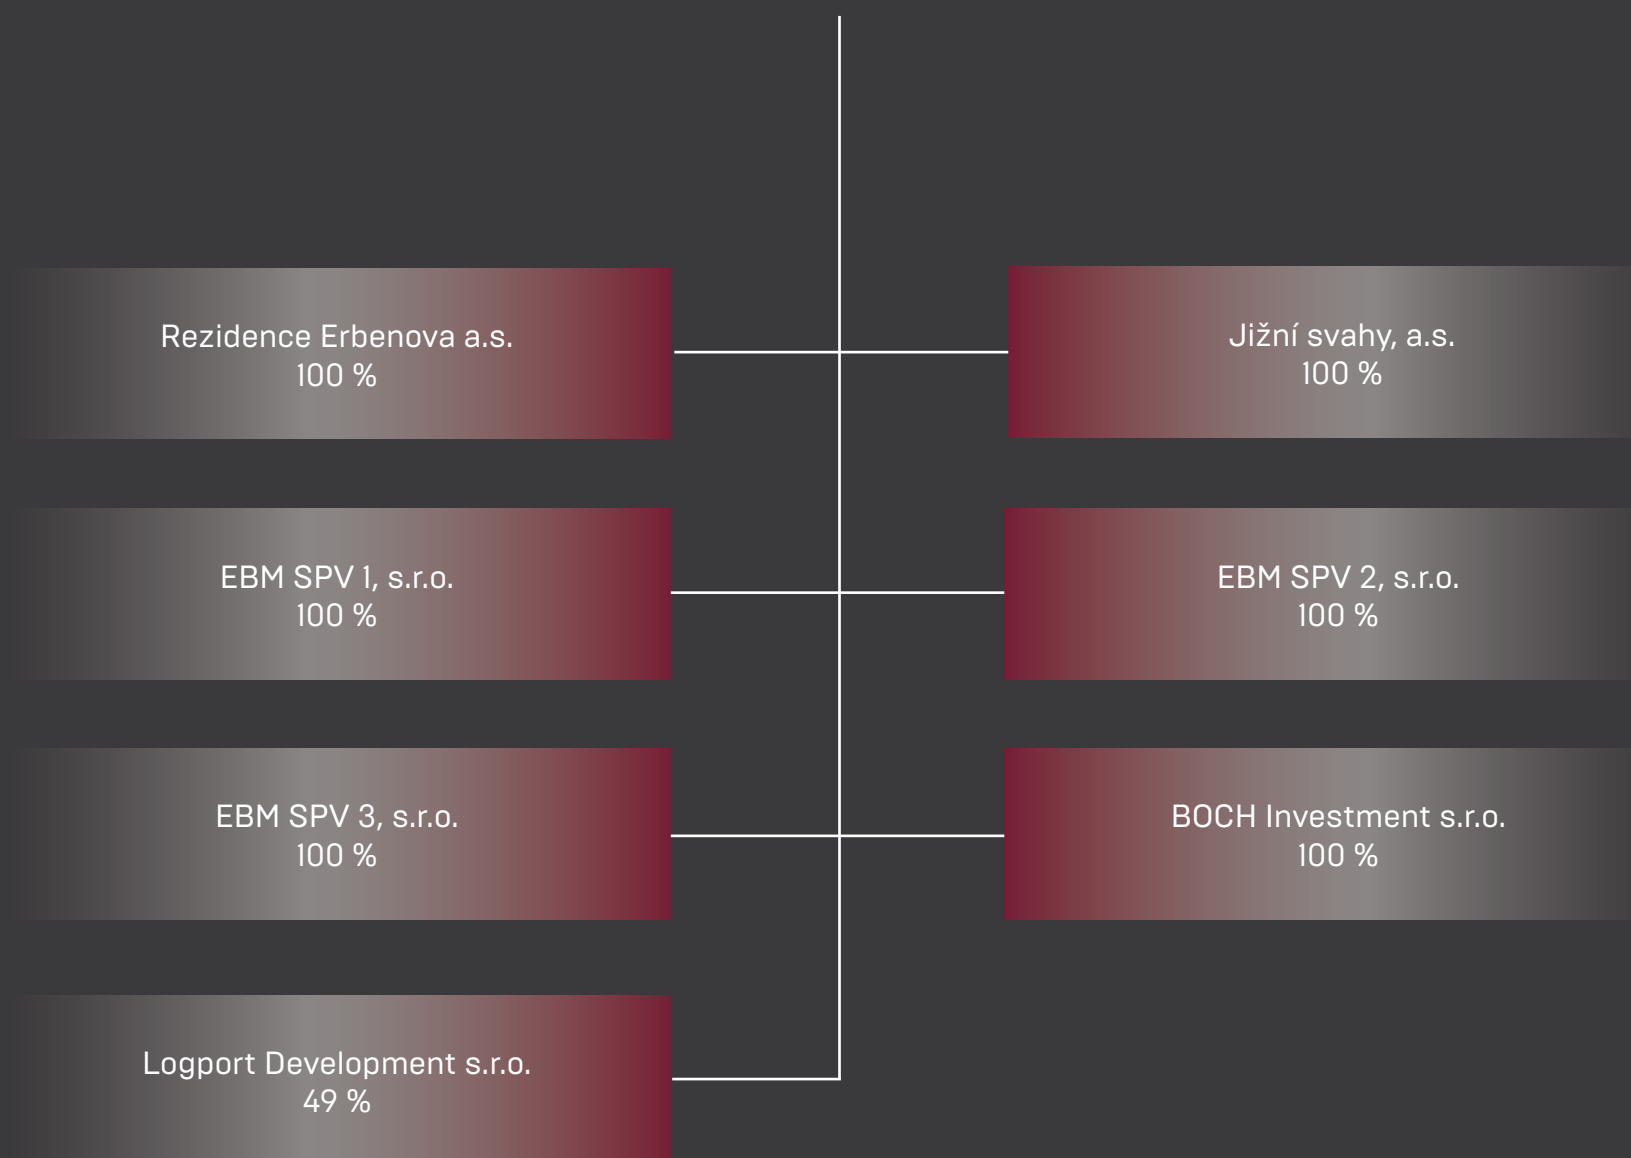 Rezidence Erbenova a.s.
100 %
Jižní svahy, a.s.
100 %
EBM SPV 1, s.r.o.
100 %
EBM SPV 2, s.r.o.
100 %
EBM SPV 3, s.r.o.
100 %
BOCH Investment s.r.o.
100 %
Logport Development s.r.o.
49 %